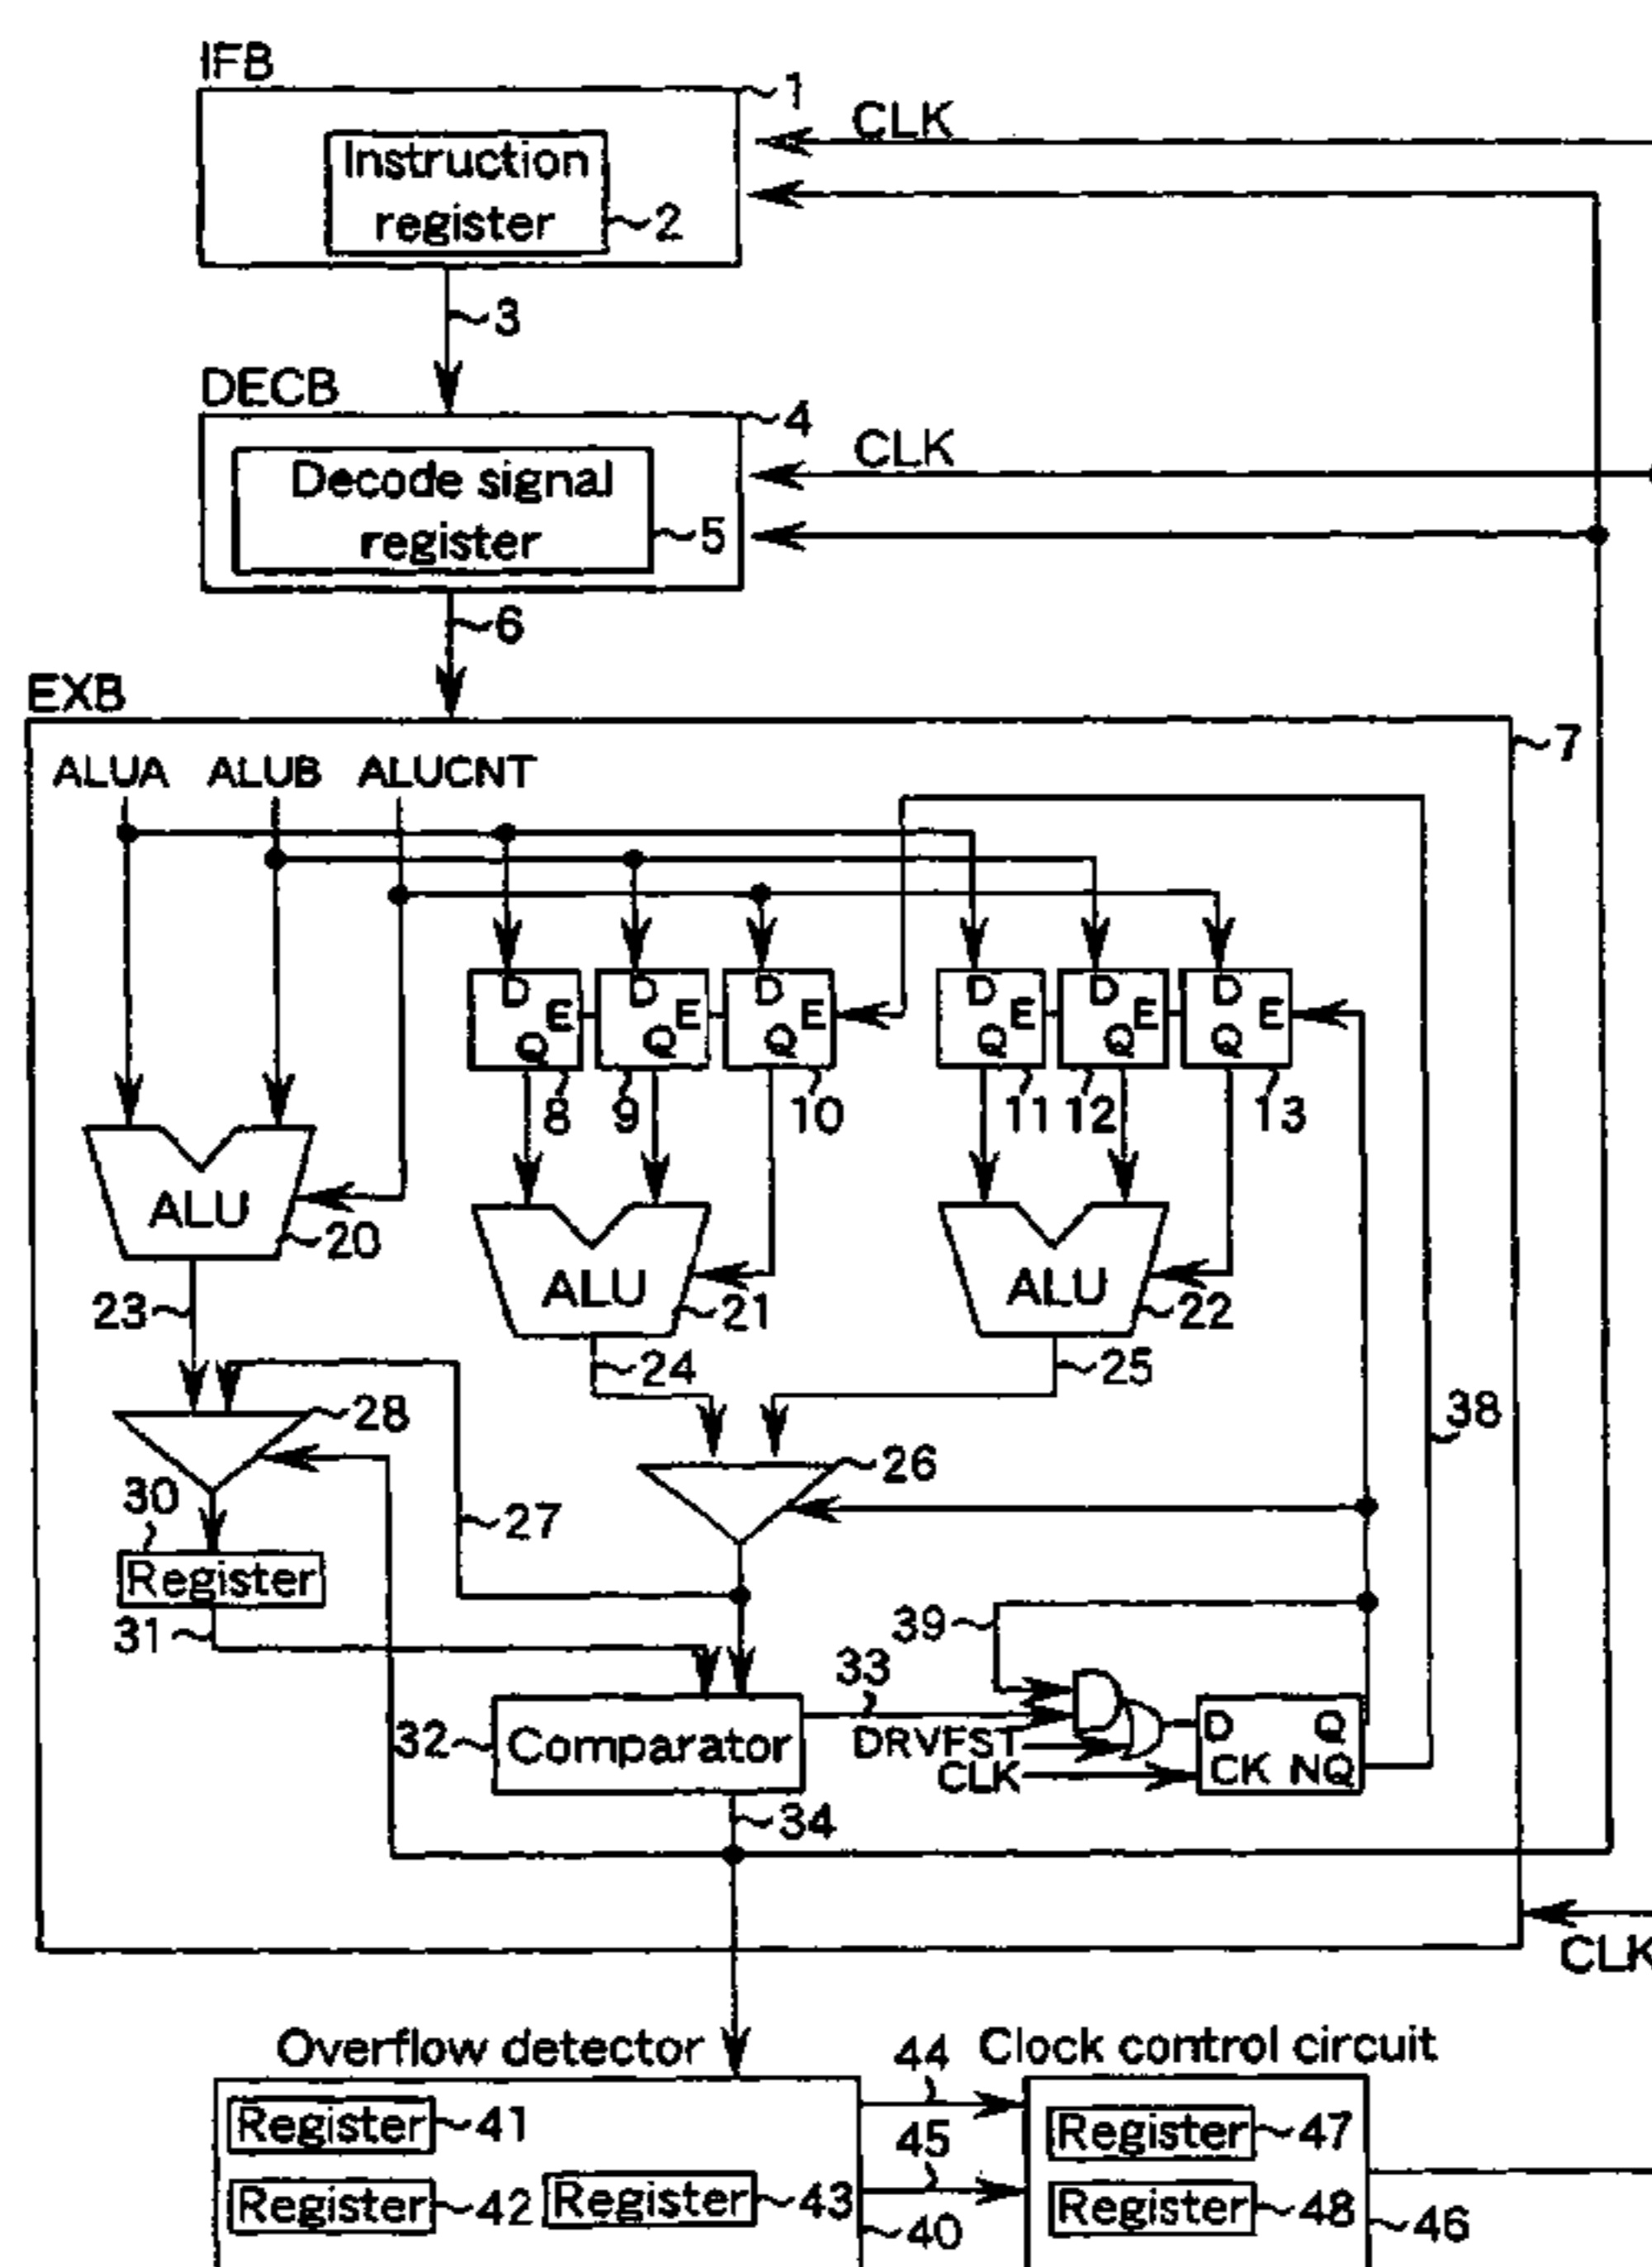 IFB
1
CLK
Instruction
register
2
3
DECB
4
CLK
Decode signal
register
5
6
EXB
7
ALUA ALUB ALUCNT
D E Q D E Q D E Q D E Q D E Q D E Q
8 9 10 11 12 13
ALU
20
ALU
21
ALU
22
23
24
25
28
26
38
30
27
Register
31
39
33
32
Comparator
DRVFST
CLK
D Q
CK NQ
34
CLK
Overflow detector
44
Clock control circuit
Register
41
45
Register
47
Register
42
Register
43
Register
48
40
46